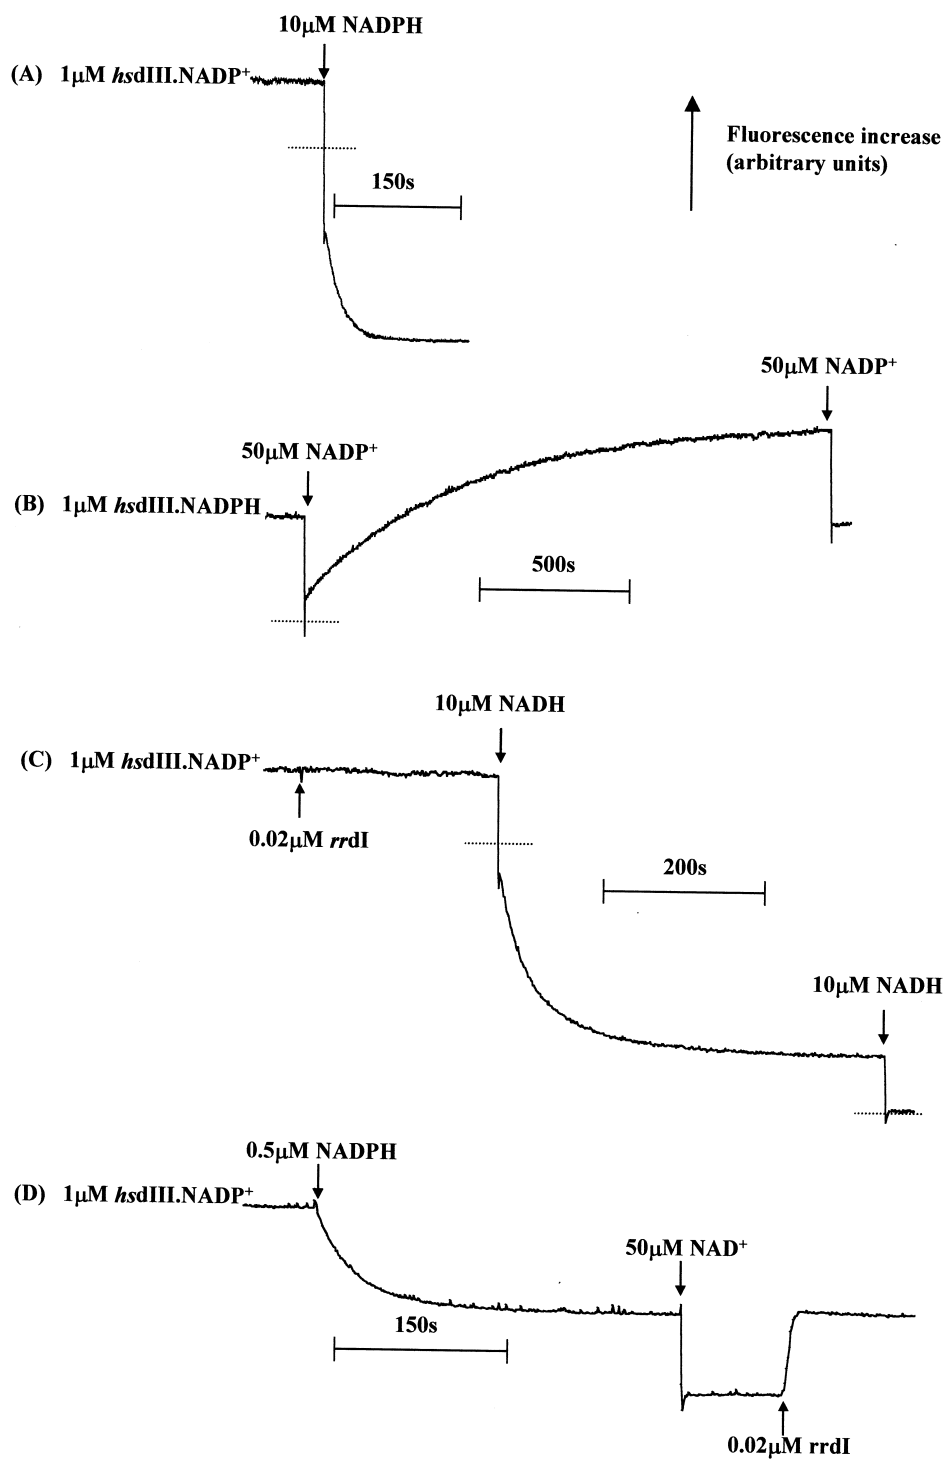 10μM NADPH
(A) 1μM hsdIII.NADP⁺
Fluorescence increase
(arbitrary units)
150s
50μM NADP⁺
50μM NADP⁺
(B) 1μM hsdIII.NADPH
500s
10μM NADH
(C) 1μM hsdIII.NADP⁺
0.02μM rrdI
200s
10μM NADH
0.5μM NADPH
(D) 1μM hsdIII.NADP⁺
50μM NAD⁺
150s
0.02μM rrdI